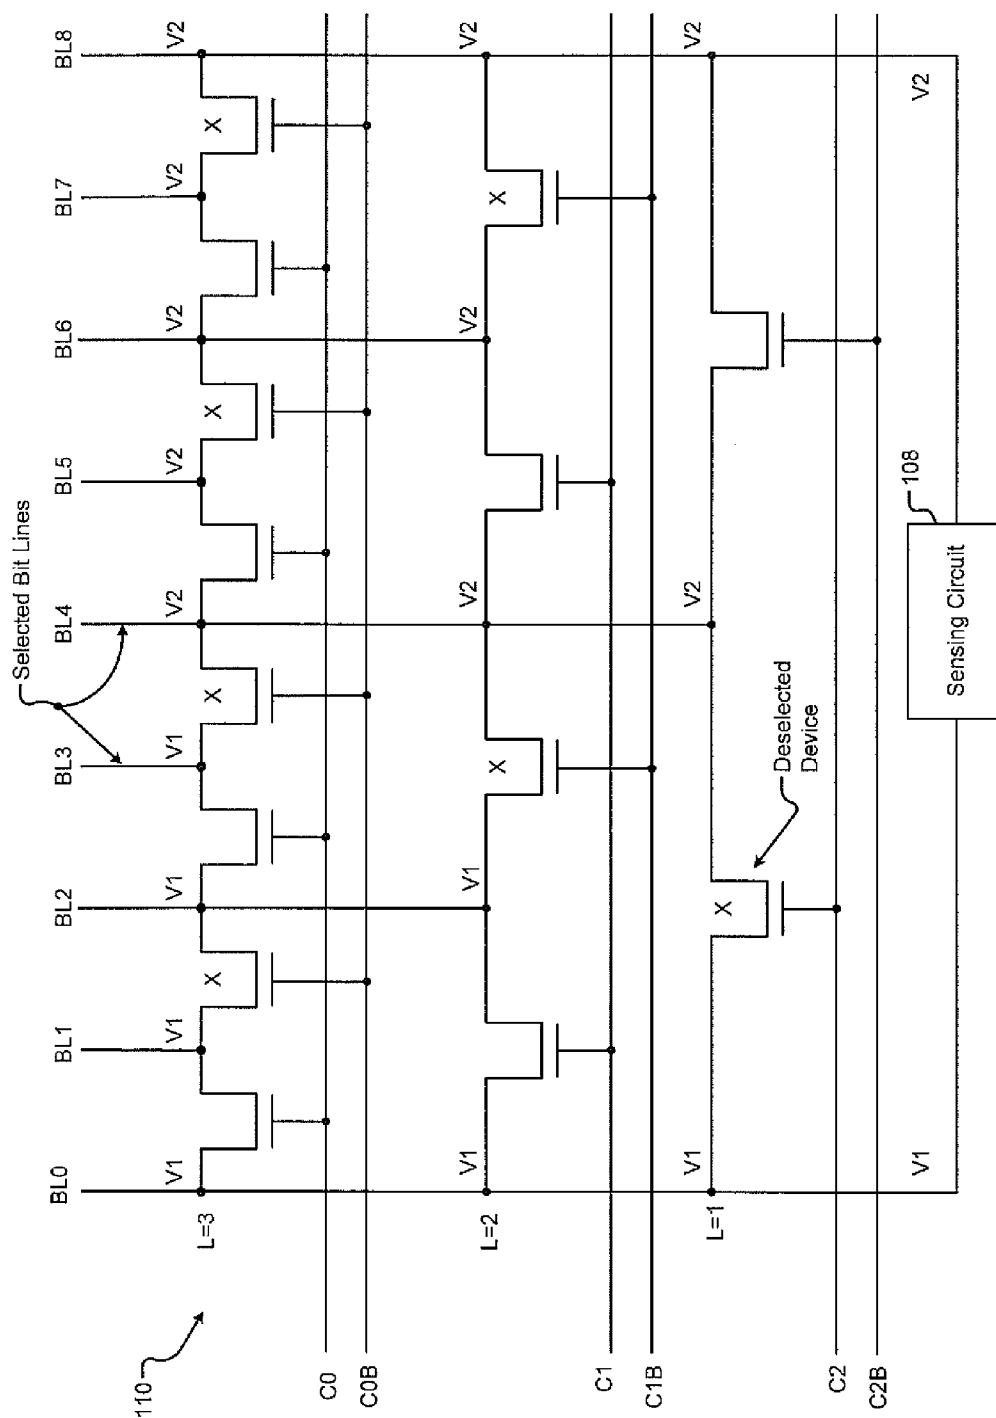 Selected Bit Lines
BL0
BL1
BL2
BL3
BL4
BL5
BL6
BL7
BL8
V1
V1
V1
V1
V2
V2
V2
V2
V2
X
X
X
X
L=3
C0
C0B
V1
V1
V2
V2
V2
X
X
L=2
C1
C1B
V1
V2
V2
X
L=1
Deselected
Device
C2
C2B
V1
V2
Sensing Circuit
108
110